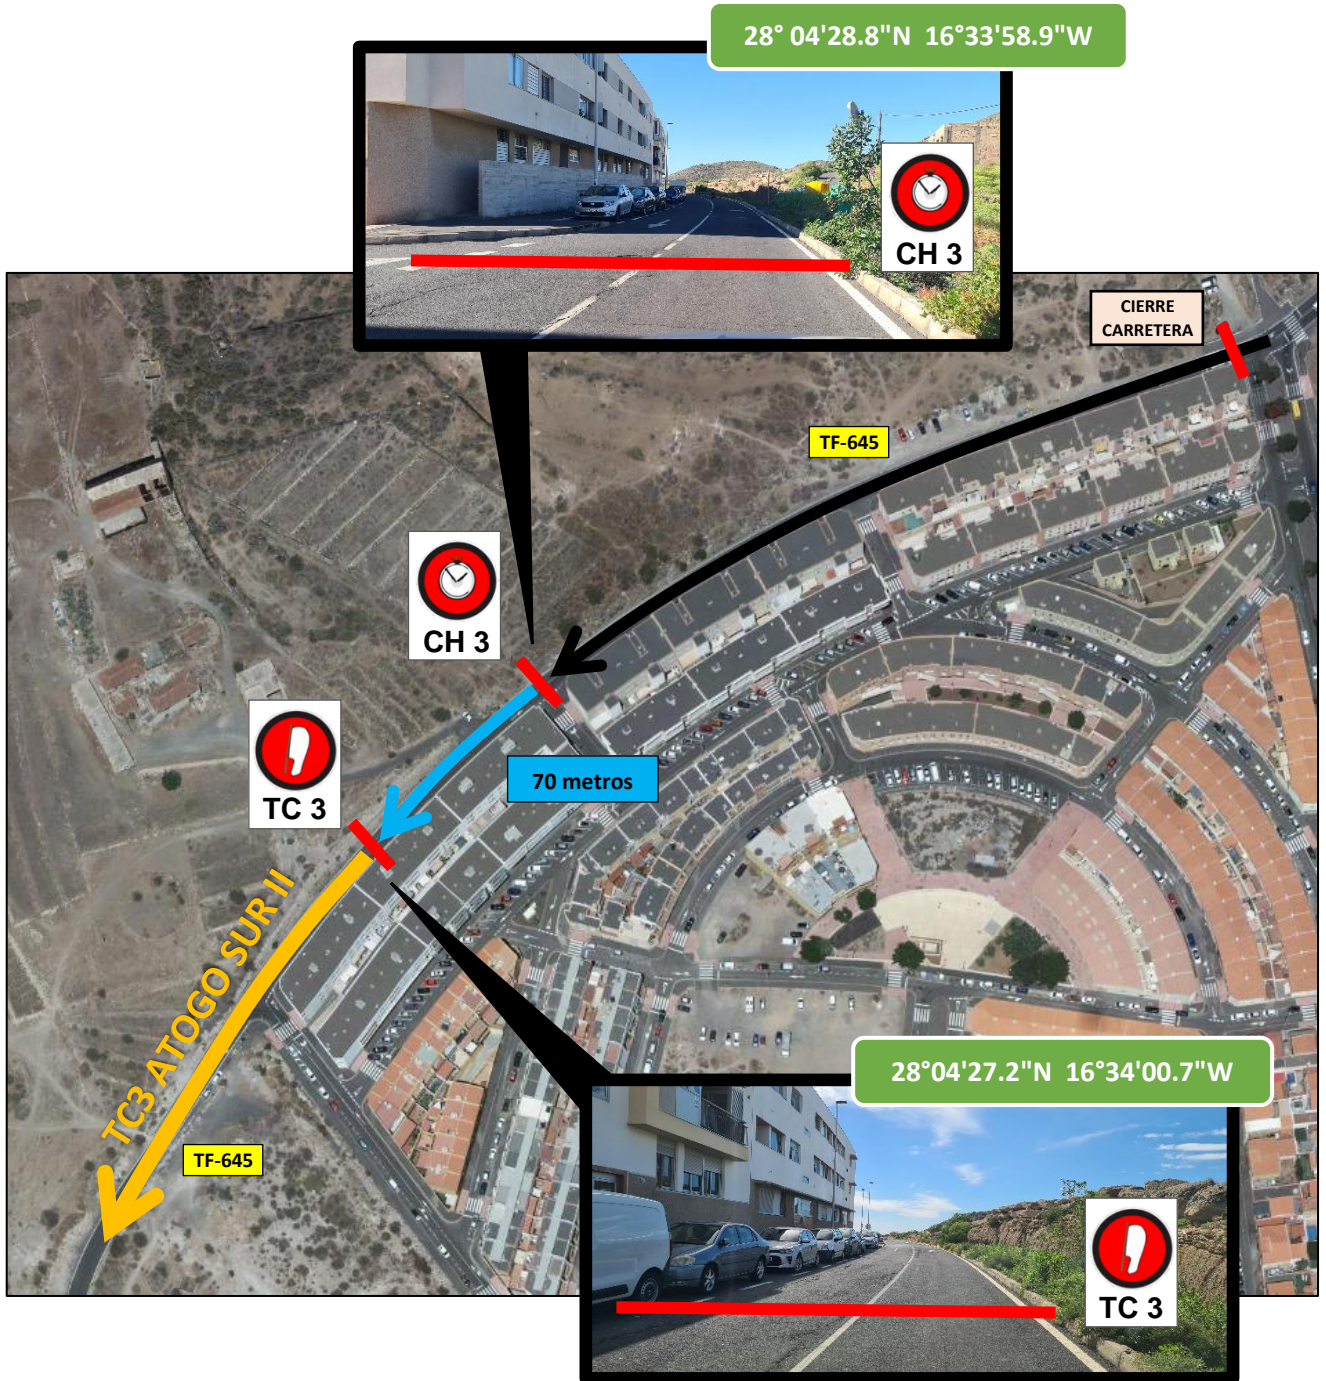 28° 04'28.8"N 16°33'58.9"W
CH 3
CIERRE
CARRETERA
TF-645
CH 3
TC 3
70 metros
TC3 ATOGO SUR II
28°04'27.2"N 16°34'00.7"W
TF-645
TC 3